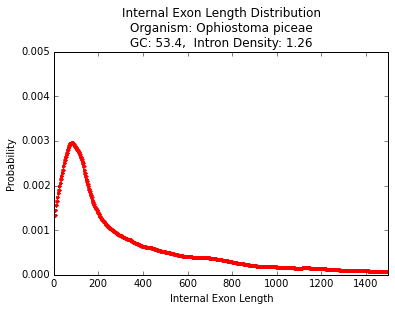 Internal Exon Length Distribution
Organism: Ophiostoma piceae
GC: 53.4,  Intron Density: 1.26
0.005
0.004
0.003
0.002
0.001
0.000
Probability
0 200 400 600 800 1000 1200 1400
Internal Exon Length